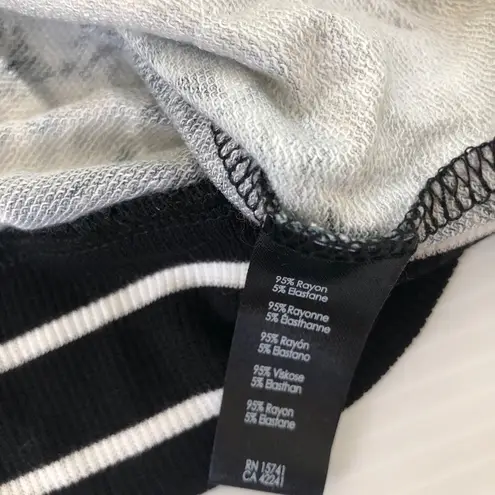 95% Rayon
5% Elastane
95% Rayonne
5% Élasthanne
95% Rayón
5% Elastano
95% Viskose
5% Elasthan
95% Rayon
5% Elastane
RN 15741
CA 42241